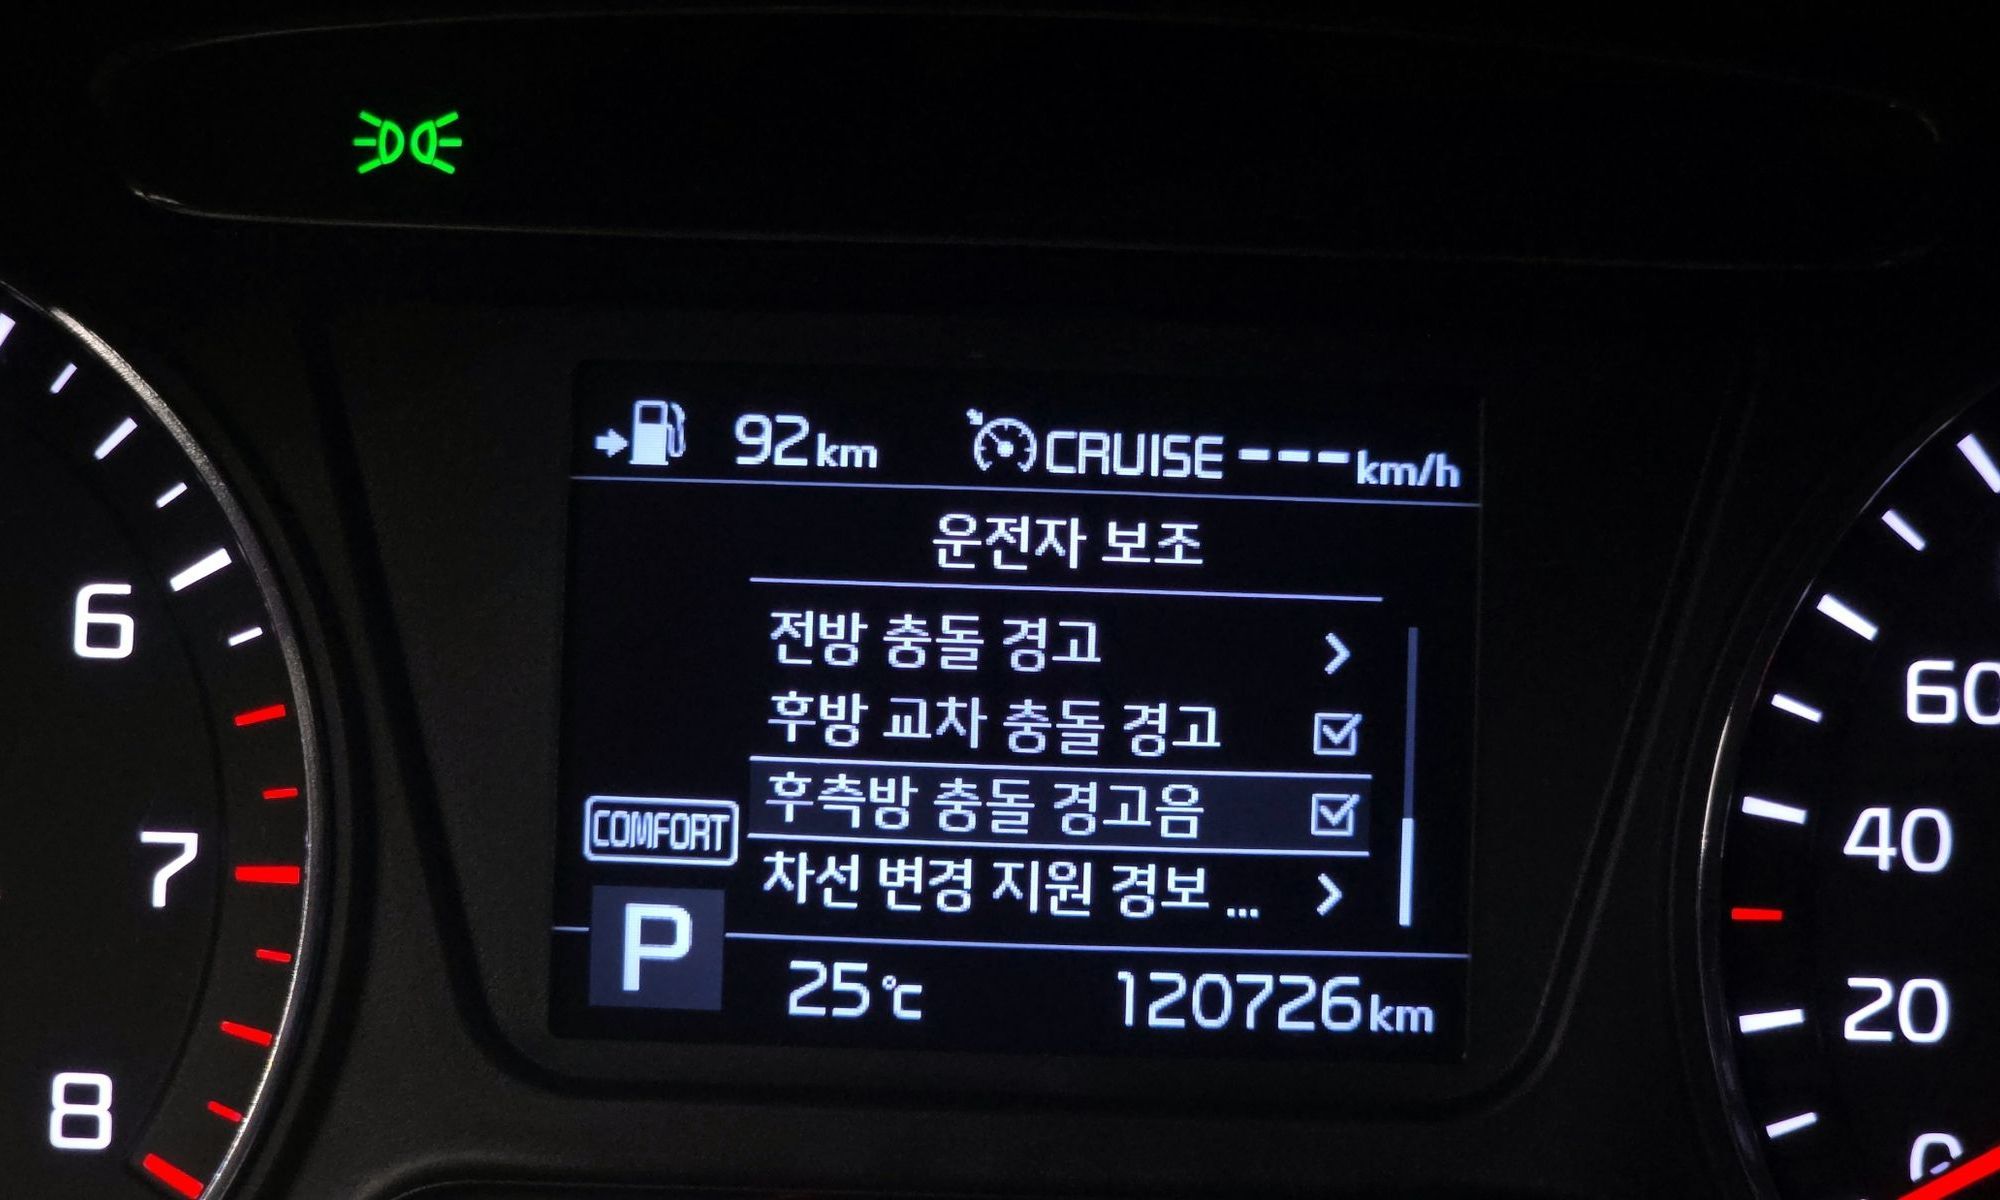 92km CRUISE ---km/h
운전자 보조
전방 충돌 경고
후방 교차 충돌 경고
후측방 충돌 경고음
차선 변경 지원 경보 ...
COMFORT
P
25℃ 120726km
6
7
8
60
40
20
0